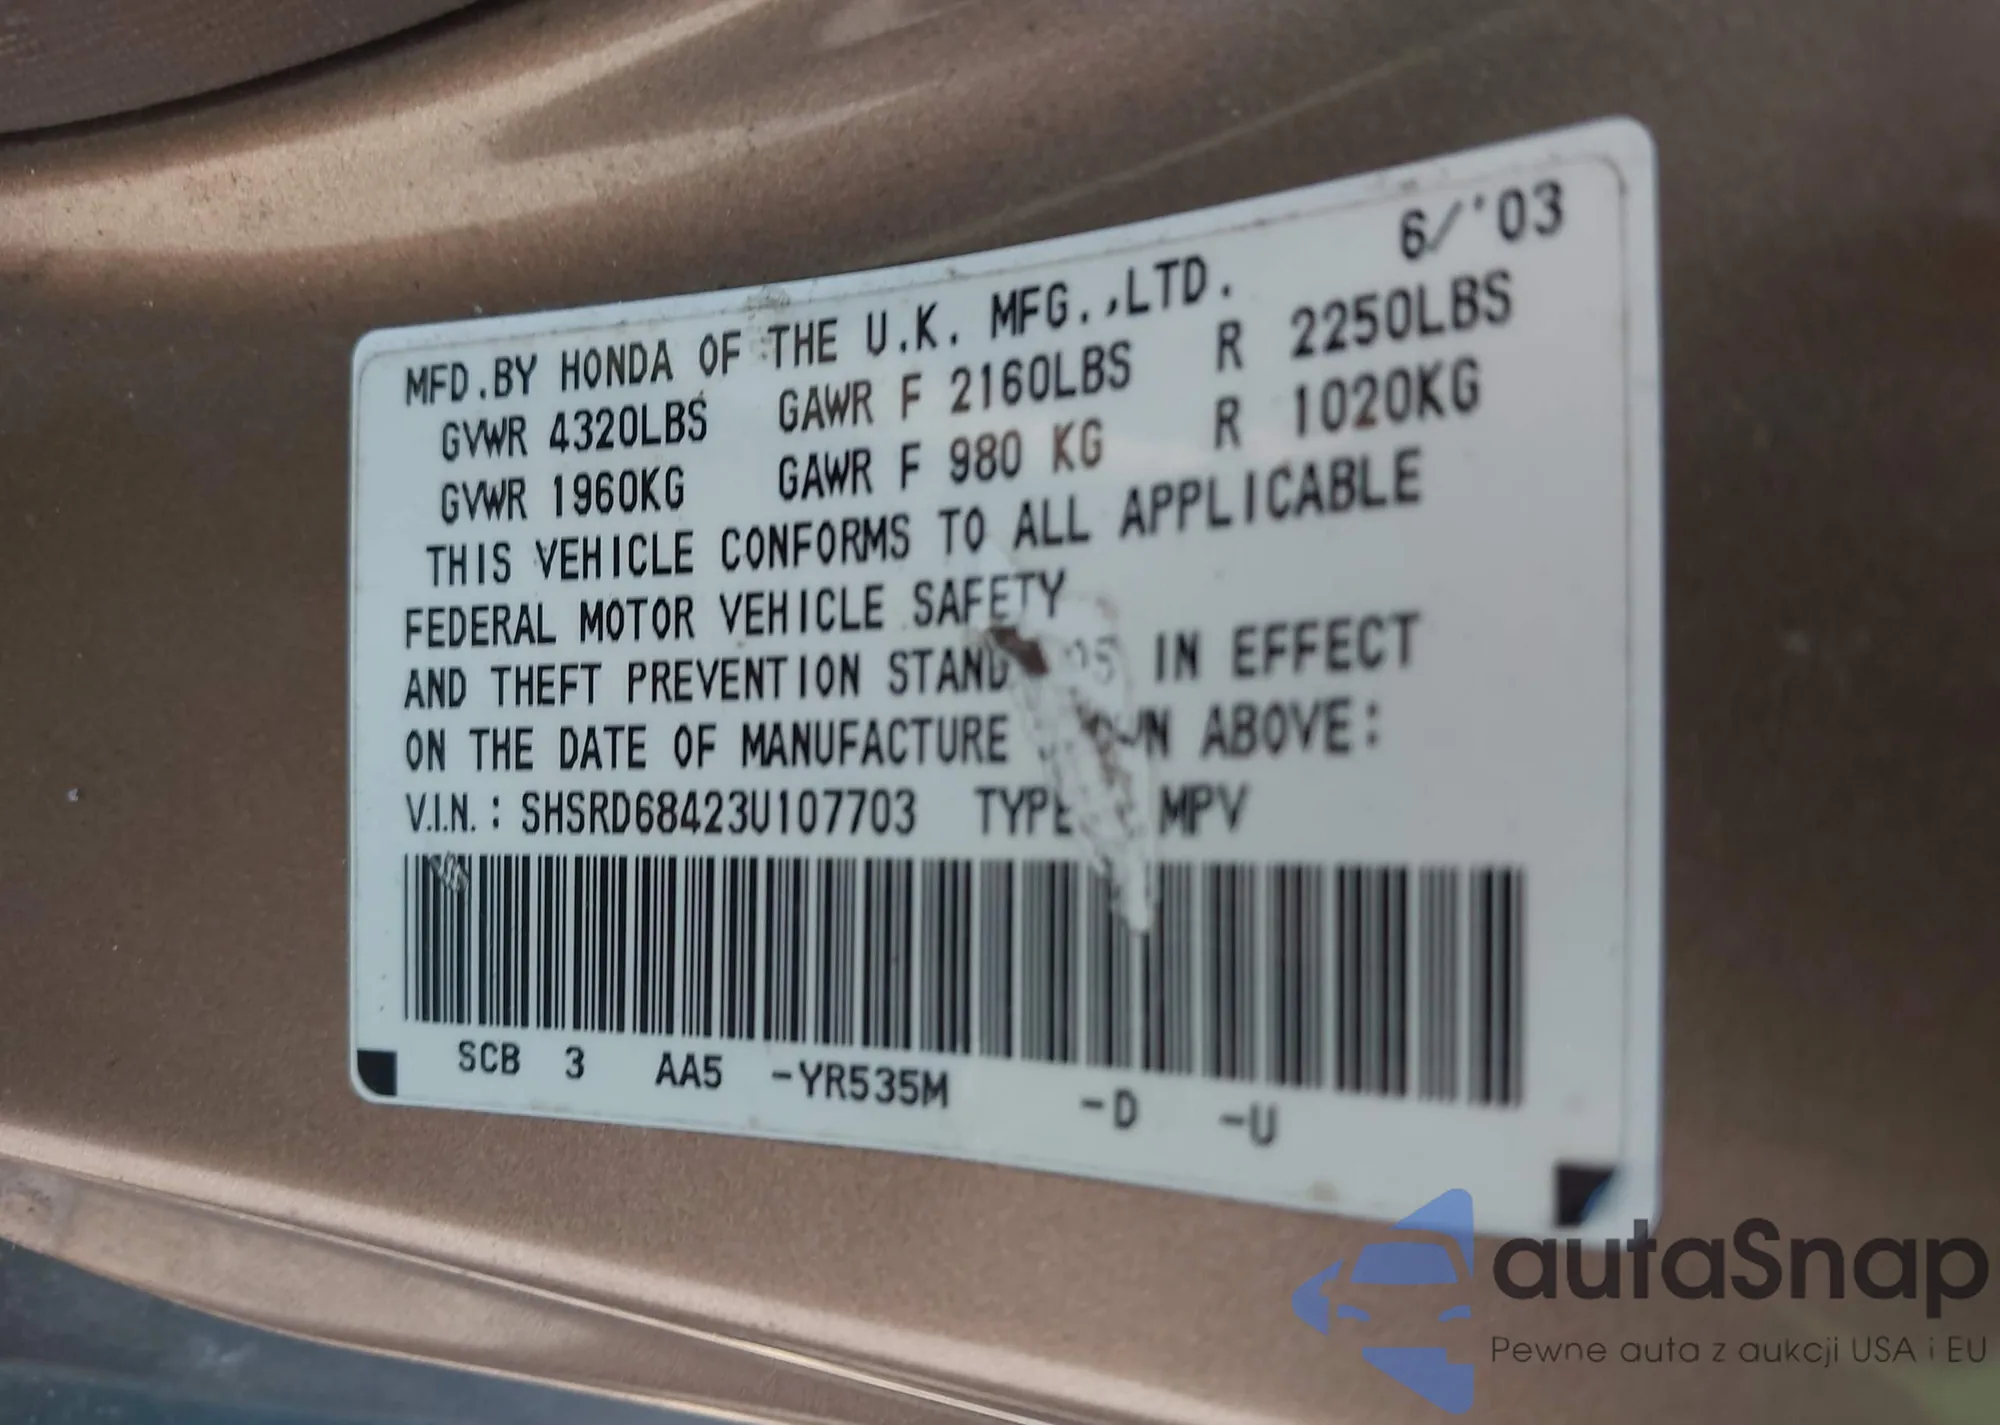 6/'03
MFD.BY HONDA OF THE U.K. MFG.,LTD.
GVWR 4320LBS GAWR F 2160LBS R 2250LBS
GVWR 1960KG GAWR F 980 KG R 1020KG
THIS VEHICLE CONFORMS TO ALL APPLICABLE
FEDERAL MOTOR VEHICLE SAFETY
AND THEFT PREVENTION IN EFFECT
ON THE DATE OF MANUFACTURE ABOVE:
V.I.N.: SHSRD68423U107703 TYPE MPV
SCB 3 AA5 -YR535M -D -U
autaSnap
Pewne auta z aukcji USA i EU